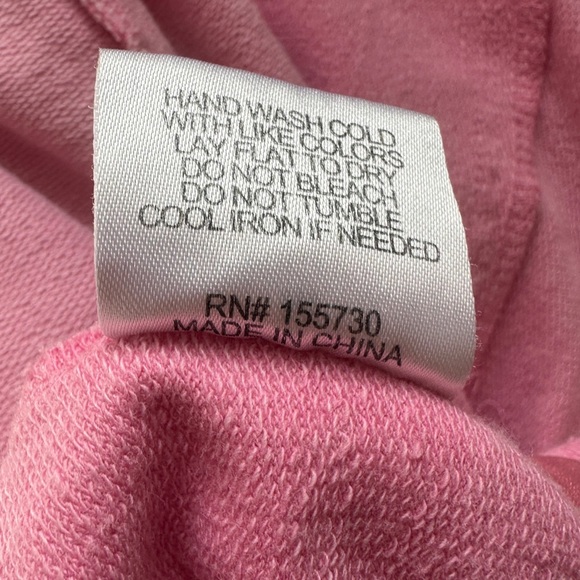 HAND WASH COLD
WITH LIKE COLORS
LAY FLAT TO DRY
DO NOT BLEACH
DO NOT TUMBLE
COOL IRON IF NEEDED
RN# 155730
MADE IN CHINA